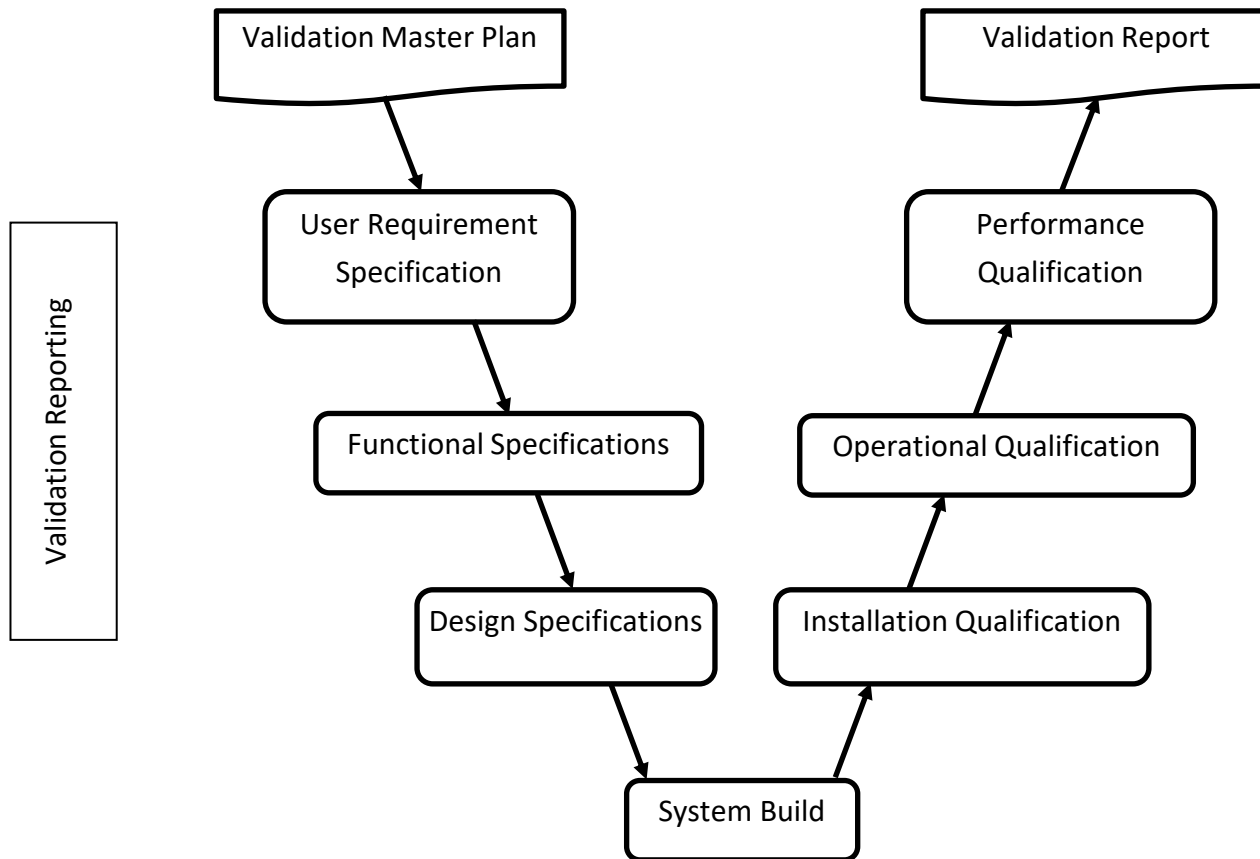 Validation Master Plan
Validation Report
User Requirement
Specification
Performance
Qualification
Validation Reporting
Functional Specifications
Operational Qualification
Design Specifications
Installation Qualification
System Build